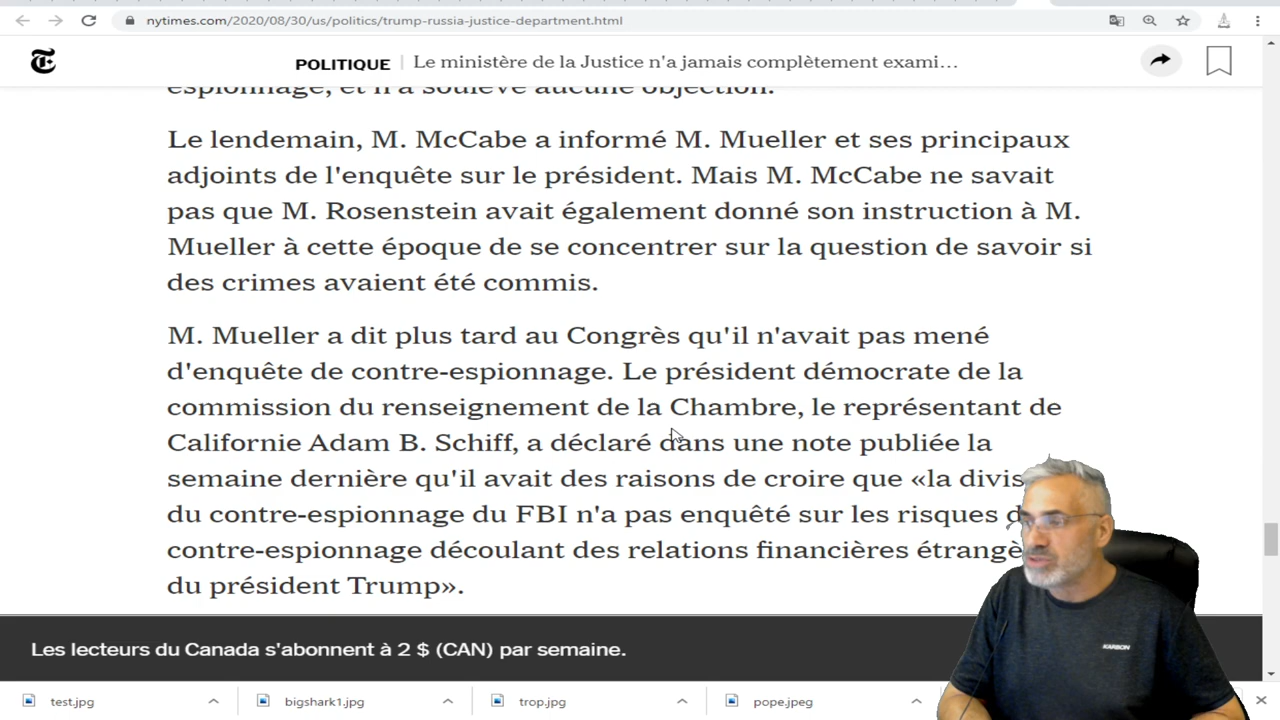 nytimes.com/2020/08/30/us/politics/trump-russia-justice-department.html
POLITIQUE | Le ministère de la Justice n'a jamais complètement exami…
espionnage, et n'a soulevé aucune objection.
Le lendemain, M. McCabe a informé M. Mueller et ses principaux
adjoints de l'enquête sur le président. Mais M. McCabe ne savait
pas que M. Rosenstein avait également donné son instruction à M.
Mueller à cette époque de se concentrer sur la question de savoir si
des crimes avaient été commis.
M. Mueller a dit plus tard au Congrès qu'il n'avait pas mené
d'enquête de contre-espionnage. Le président démocrate de la
commission du renseignement de la Chambre, le représentant de
Californie Adam B. Schiff, a déclaré dans une note publiée la
semaine dernière qu'il avait des raisons de croire que «la divis
du contre-espionnage du FBI n'a pas enquêté sur les risques d
contre-espionnage découlant des relations financières étrangè
du président Trump».
KARBON
Les lecteurs du Canada s'abonnent à 2 $ (CAN) par semaine.
test.jpg
bigshark1.jpg
trop.jpg
pope.jpeg